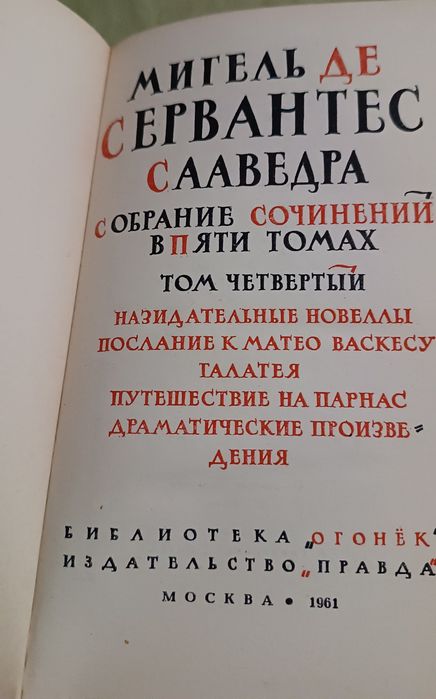 МИГЕЛЬ ДЕ
СЕРВАНТЕС
СААВЕДРА
СОБРАНИЕ СОЧИНЕНИЙ
В ПЯТИ ТОМАХ
ТОМ ЧЕТВЕРТЫЙ
НАЗИДАТЕЛЬНЫЕ НОВЕЛЛЫ
ПОСЛАНИЕ К МАТЕО ВАСКЕСУ
ГАЛАТЕЯ
ПУТЕШЕСТВИЕ НА ПАРНАС
ДРАМАТИЧЕСКИЕ ПРОИЗВЕ=
ДЕНИЯ
БИБЛИОТЕКА „ОГОНЁК“
ИЗДАТЕЛЬСТВО „ПРАВДА“
МОСКВА • 1961